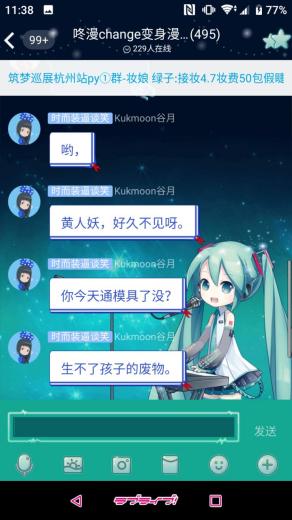 11:38
77%
99+
咚漫change变身漫…(495)
229人在线
筑梦巡展杭州站py①群-妆娘 绿子:接妆4.7妆费50包假睫
时而装逼谈笑 Kukmoon谷月
哟，
时而装逼谈笑 Kukmoon谷月
黄人妖，好久不见呀。
时而装逼谈笑 Kukmoon谷月
你今天通模具了没？
时而装逼谈笑 Kukmoon谷月
生不了孩子的废物。
发送
ラブライブ!